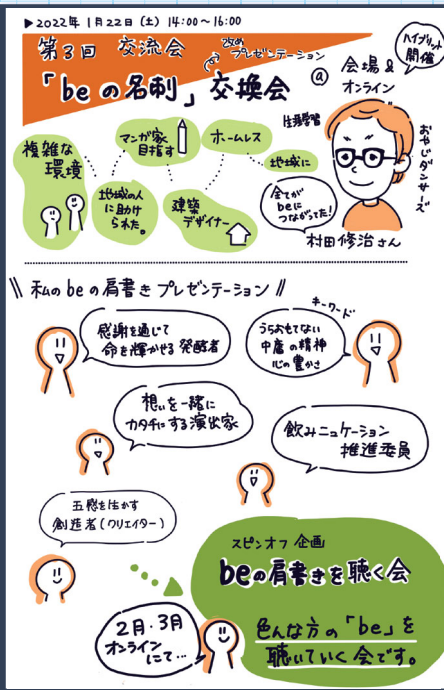 ▶2022年 1月22日(土) 14:00〜16:00
第3回 交流会
改め
プレゼンテーション
「beの名刺」交換会
@
会場&
オンライン
ハイブリット
開催
複雑な
環境
地域の人
に助け
られた。
マンガ家
目指す
建築
デザイナー
ホームレス
生涯学習
地域に
全てが
beに
つながってた!
おやじダンサーズ
村田修治さん
\\ 私のbeの肩書きプレゼンテーション //
感謝を通じて
命を輝かせる発酵者
キーワード
うらおもてない
中庸の精神
心の豊かさ
想いを一緒に
カタチにする演出家
飲みニュケーション
推進委員
五感を生かす
創造者(クリエイター)
スピンオフ 企画
beの肩書きを聴く会
2月・3月
オンライン
にて…
色んな方の「be」を
聴いていく会です。